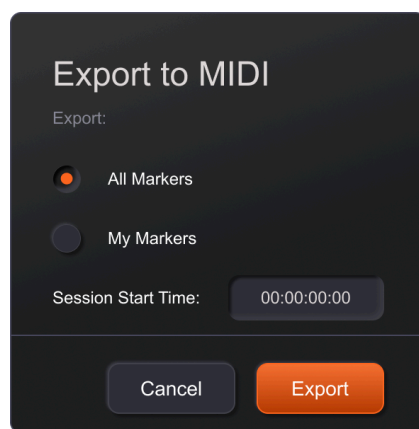 Export to MIDI
Export:
All Markers
My Markers
Session Start Time: 00:00:00:00
Cancel Export